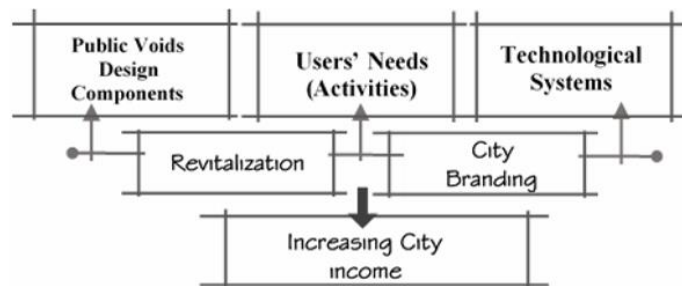 Public Voids
Design
Components
Users' Needs
(Activities)
Technological
Systems
Revitalization
City
Branding
Increasing City
income